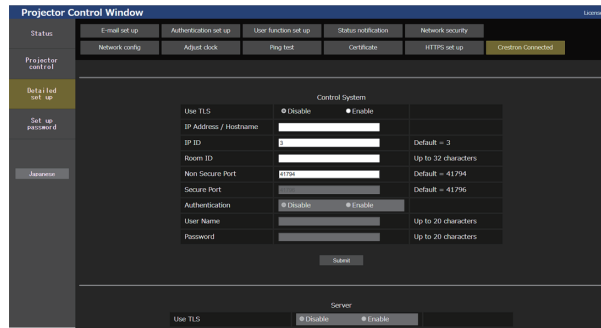 Projector Control Window
Licens
Status
E-mail set up
Authentication set up
User function set up
Status notification
Network security
Network config
Adjust clock
Ping test
Certificate
HTTPS set up
Crestron Connected
Projector
control
Detailed
set up
Set up
password
Japanese
Control System
Use TLS Disable Enable
IP Address / Hostname
IP ID 3 Default = 3
Room ID Up to 32 characters
Non Secure Port 41794 Default = 41794
Secure Port Default = 41796
Authentication Disable Enable
User Name Up to 20 characters
Password Up to 20 characters
Submit
Server
Use TLS Disable Enable